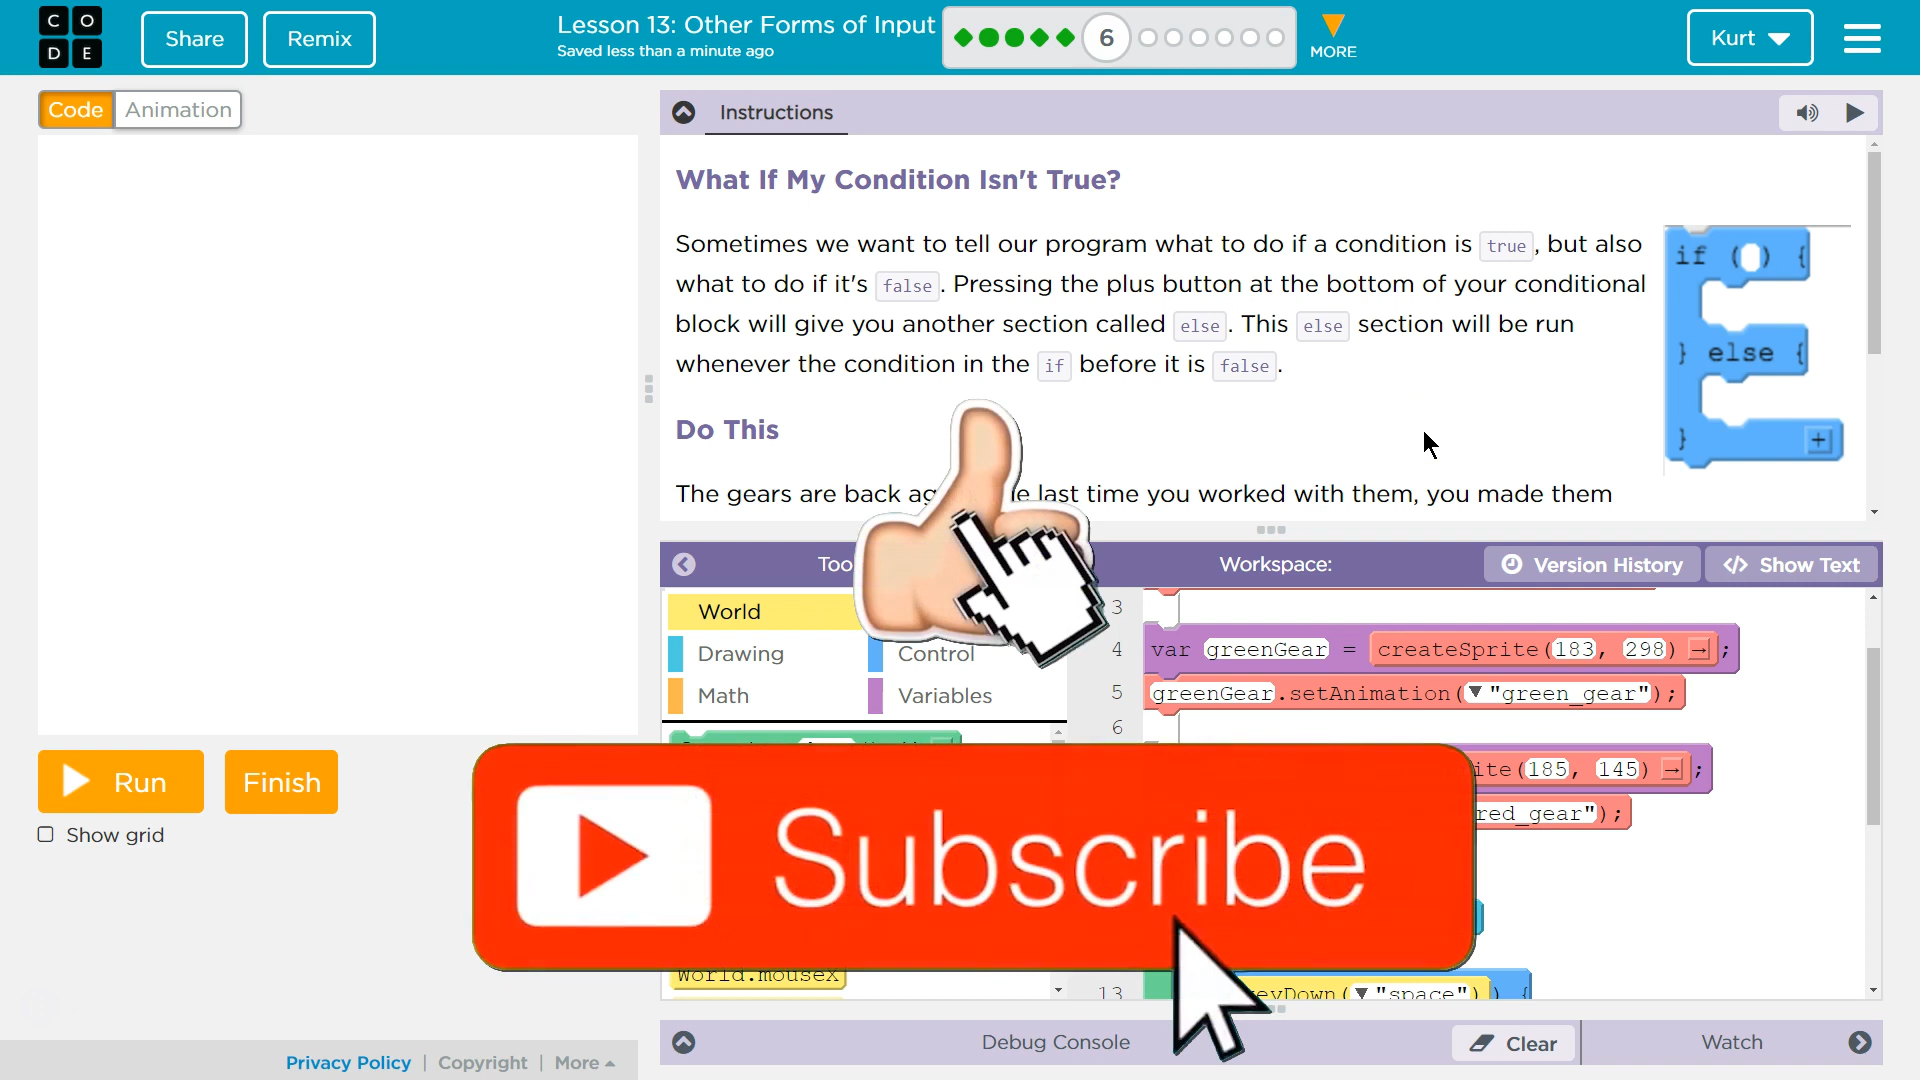 CODE
Share
Remix
Lesson 13: Other Forms of Input
Saved less than a minute ago
6
MORE
Kurt
Code
Animation
Instructions
What If My Condition Isn't True?
Sometimes we want to tell our program what to do if a condition is true, but also
what to do if it's false. Pressing the plus button at the bottom of your conditional
block will give you another section called else. This else section will be run
whenever the condition in the if before it is false.
if () {
} else {
} +
Do This
The gears are back last time you worked with them, you made them
Workspace:
Version History
</> Show Text
World
Drawing
Control
Math
Variables
3
4 var greenGear = createSprite(183, 298) → ;
5 greenGear.setAnimation(▼"green_gear");
6
(185, 145) → ;
red_gear");
World.mouseX
13
"space") ) {
Subscribe
Run
Finish
Show grid
Debug Console
Clear
Watch
Privacy Policy | Copyright | More